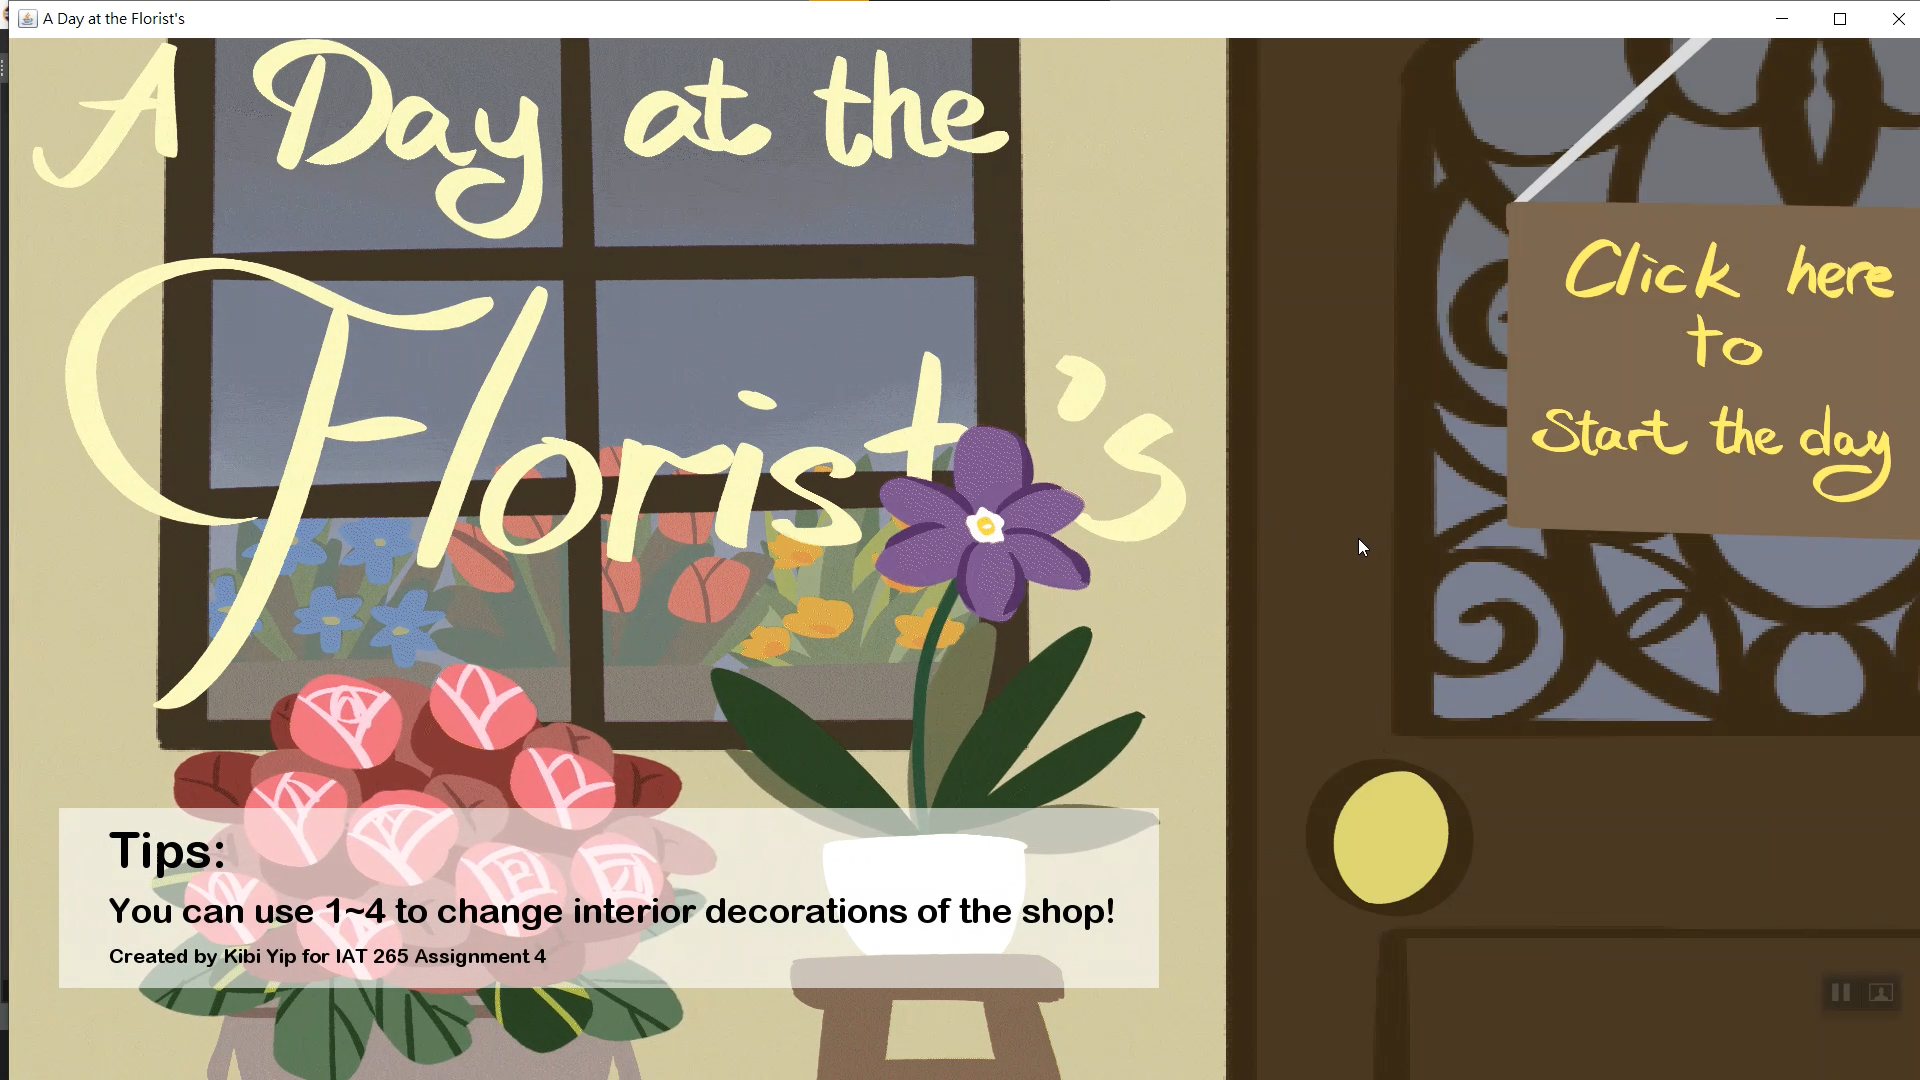 A Day at the Florist's
A Day at the
Florist's
Click here
to
Start the day
Tips:
You can use 1~4 to change interior decorations of the shop!
Created by Kibi Yip for IAT 265 Assignment 4